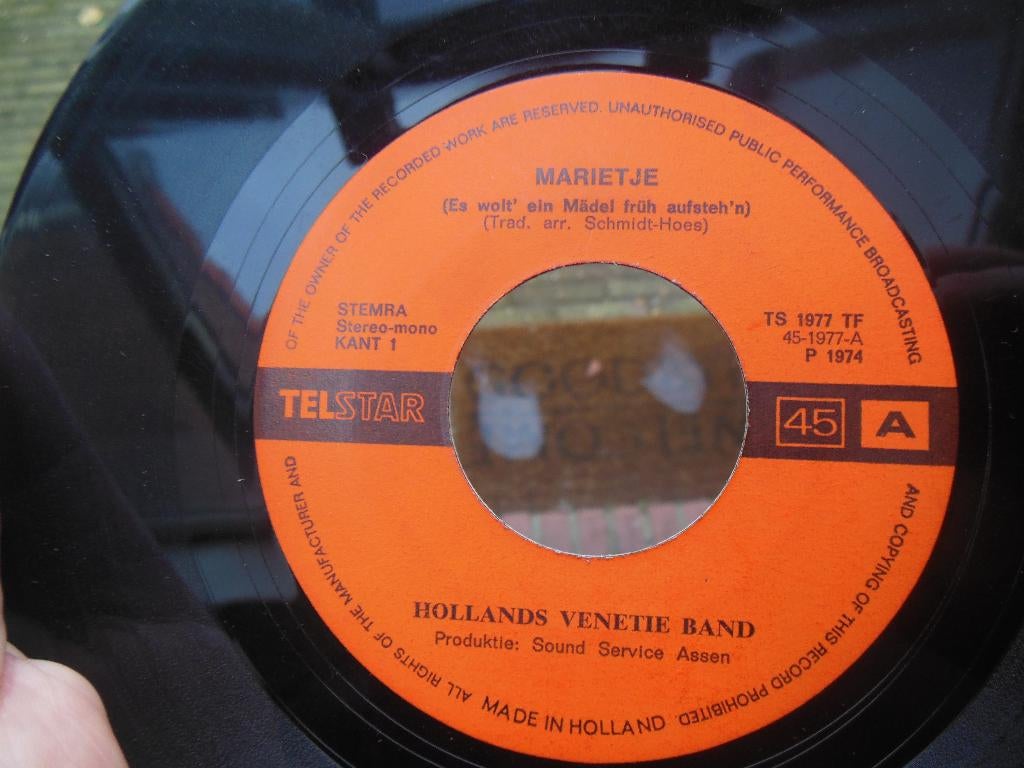 MARIETJE
(Es wolt' ein Mädel früh aufsteh'n)
(Trad. arr. Schmidt-Hoes)
STEMRA
Stereo-mono
KANT 1
TS 1977 TF
45-1977-A
P 1974
TELSTAR
45 A
HOLLANDS VENETIE BAND
Produktie: Sound Service Assen
MADE IN HOLLAND
ALL RIGHTS OF THE MANUFACTURER AND OF THE OWNER OF THE RECORDED WORK ARE RESERVED. UNAUTHORISED PUBLIC PERFORMANCE BROADCASTING AND COPYING OF THIS RECORD PROHIBITED.